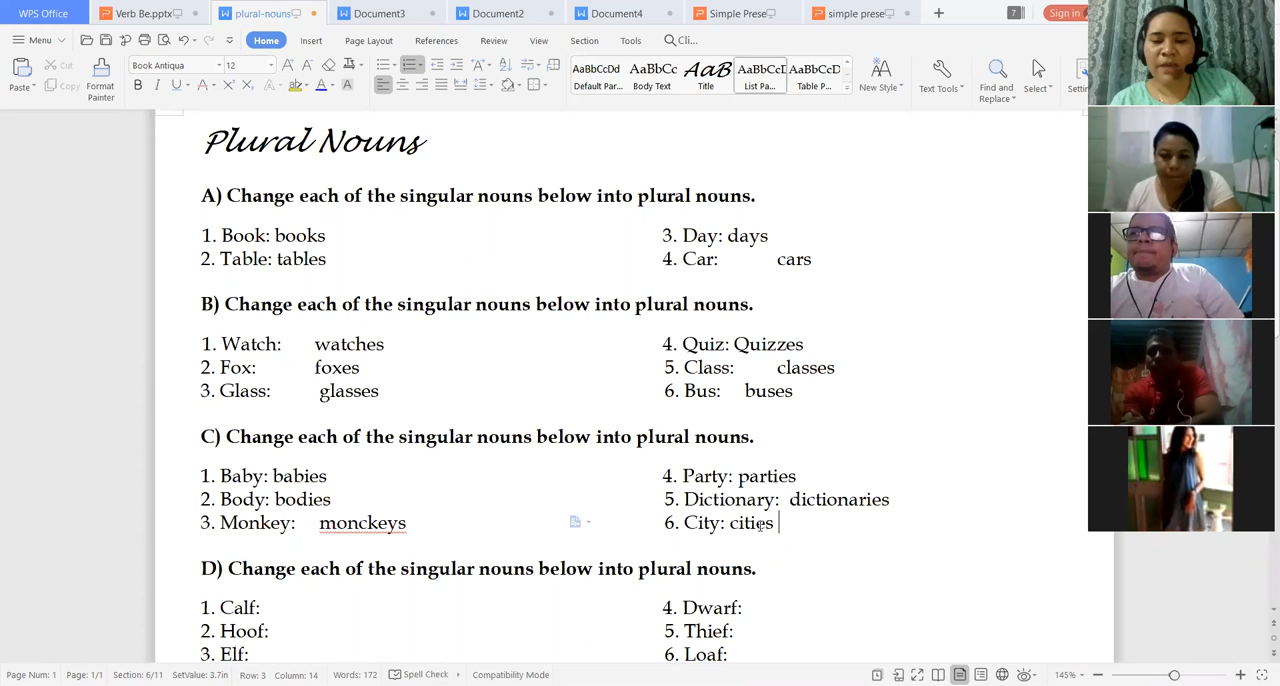 WPS Office
Verb Be.pptx
plural-nouns
Document3
Document2
Document4
Simple Prese
simple prese
7
Sign in
Menu
Home
Insert
Page Layout
References
Review
View
Section
Tools
Cli...
Paste
Cut
Copy
Format Painter
Book Antiqua
12
B I U A X² X₂ A ab A A
AaBbCcDd
Default Par...
AaBbCc
Body Text
AaB
Title
AaBbCcI
List Pa...
AaBbCcD
Table P...
New Style
Text Tools
Find and Replace
Select
Plural Nouns
A) Change each of the singular nouns below into plural nouns.
1. Book: books
2. Table: tables
3. Day: days
4. Car: cars
B) Change each of the singular nouns below into plural nouns.
1. Watch: watches
2. Fox: foxes
3. Glass: glasses
4. Quiz: Quizzes
5. Class: classes
6. Bus: buses
C) Change each of the singular nouns below into plural nouns.
1. Baby: babies
2. Body: bodies
3. Monkey: monckeys
4. Party: parties
5. Dictionary: dictionaries
6. City: cities
D) Change each of the singular nouns below into plural nouns.
1. Calf:
2. Hoof:
3. Elf:
4. Dwarf:
5. Thief:
6. Loaf:
Page Num: 1 Page: 1/1 Section: 6/11 SetValue: 3.7in Row: 3 Column: 14 Words: 172 Spell Check Compatibility Mode 145%